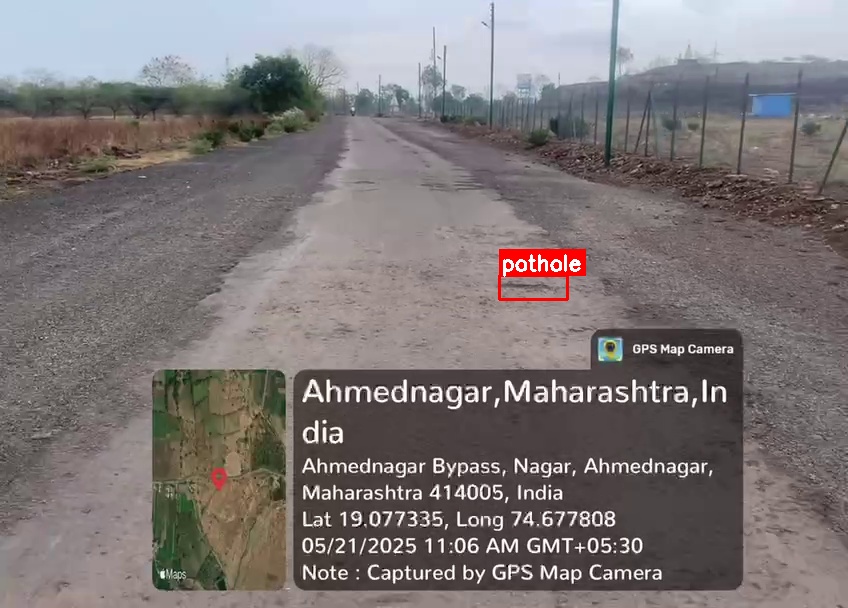 pothole
GPS Map Camera
Ahmednagar,Maharashtra,In
dia
Ahmednagar Bypass, Nagar, Ahmednagar,
Maharashtra 414005, India
Lat 19.077335, Long 74.677808
05/21/2025 11:06 AM GMT+05:30
Note : Captured by GPS Map Camera
Maps